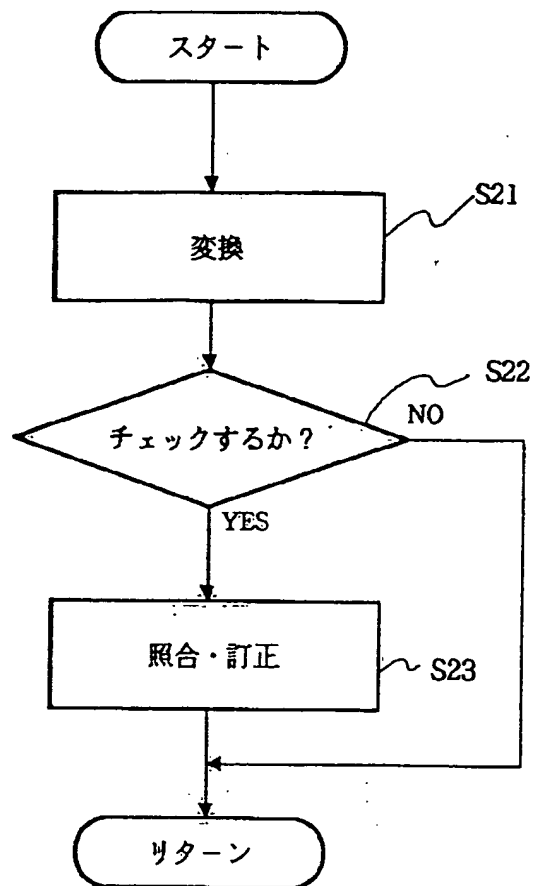 スタート
変換
S21
チェックするか?
S22
NO
YES
照合・訂正
S23
リターン